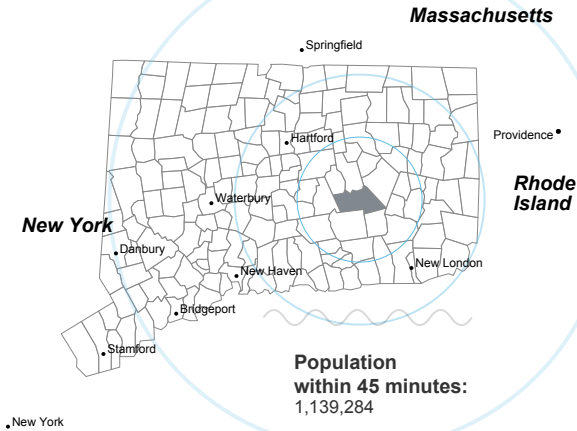 Massachusetts
Springfield
Hartford
Providence
Rhode
Island
Waterbury
New York
Danbury
New London
New Haven
Bridgeport
Stamford
Population
within 45 minutes:
1,139,284
New York